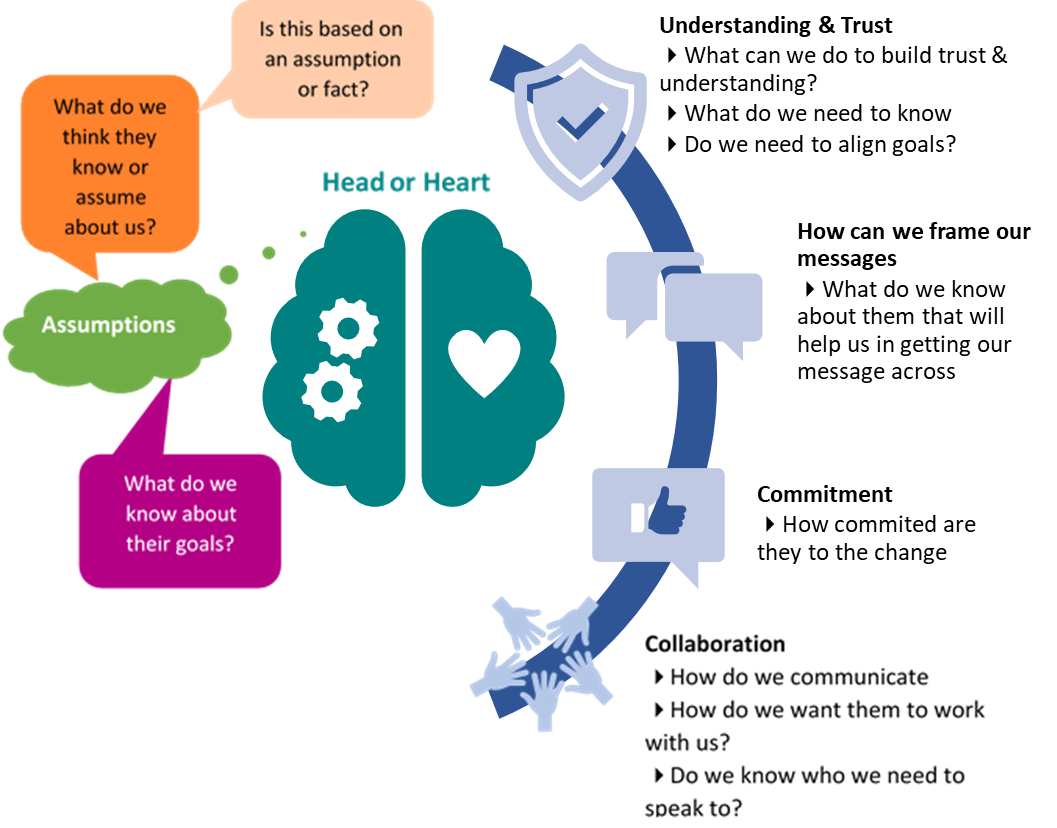 Is this based on
an assumption
or fact?
What do we
think they
know or
assume
about us?
Head or Heart
Assumptions
What do we
know about
their goals?
Understanding & Trust
What can we do to build trust &
understanding?
What do we need to know
Do we need to align goals?
How can we frame our
messages
What do we know
about them that will
help us in getting our
message across
Commitment
How commited are
they to the change
Collaboration
How do we communicate
How do we want them to work
with us?
Do we know who we need to
speak to?